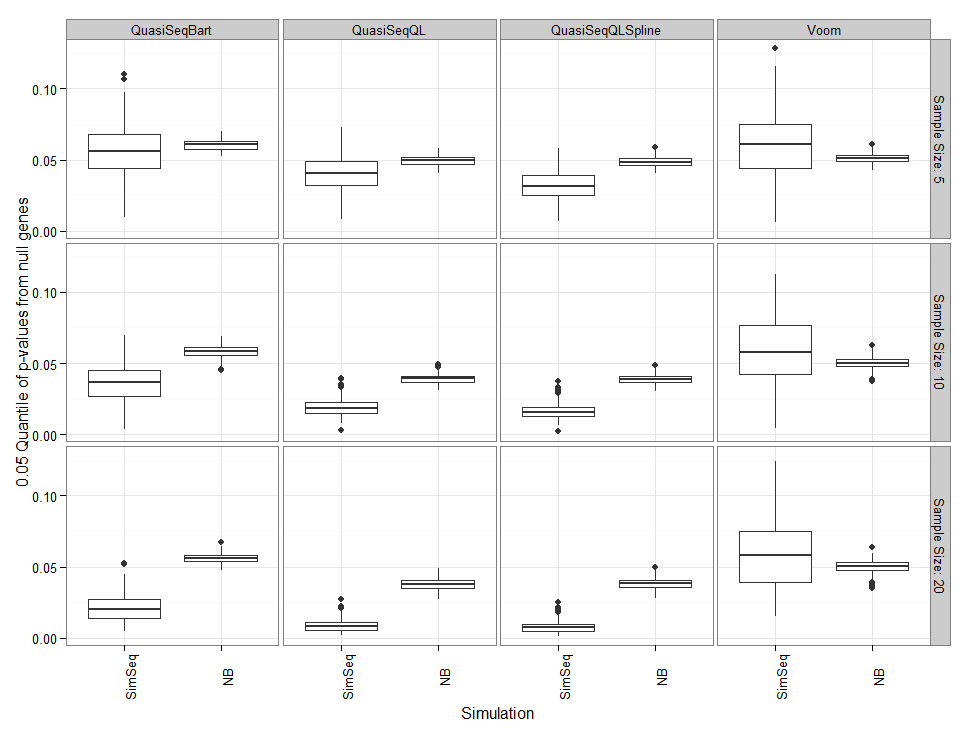 QuasiSeqBart QuasiSeqQL QuasiSeqQLSpline Voom
0.10
0.05
0.00
Sample Size: 5
0.10
0.05
0.00
Sample Size: 10
0.10
0.05
0.00
Sample Size: 20
0.05 Quantile of p-values from null genes
SimSeq NB SimSeq NB SimSeq NB SimSeq NB
Simulation